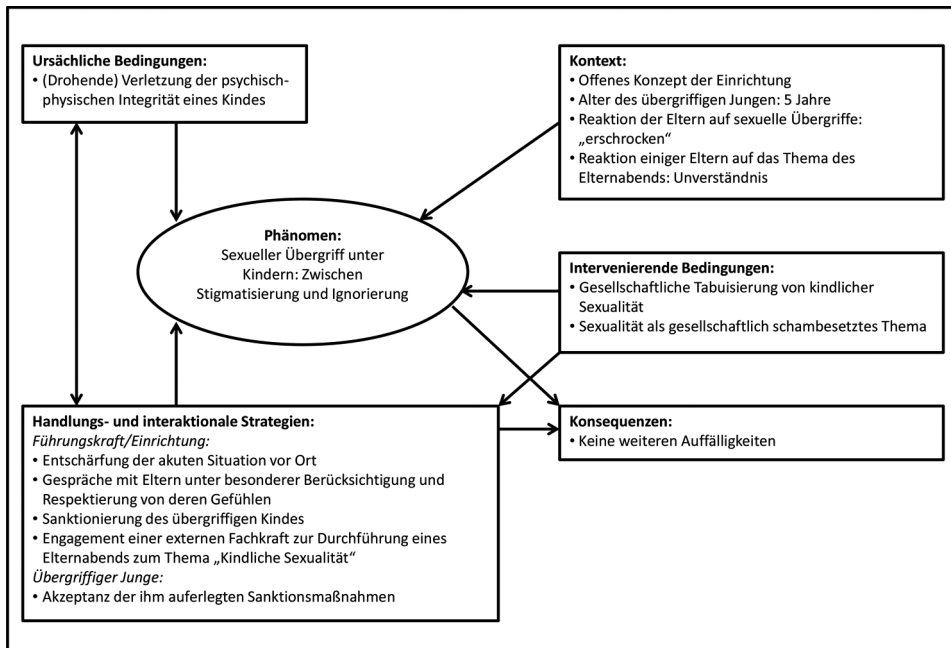 Ursächliche Bedingungen:
• (Drohende) Verletzung der psychisch-
physischen Integrität eines Kindes
Kontext:
• Offenes Konzept der Einrichtung
• Alter des übergriffigen Jungen: 5 Jahre
• Reaktion der Eltern auf sexuelle Übergriffe:
„erschrocken“
• Reaktion einiger Eltern auf das Thema des
Elternabends: Unverständnis
Phänomen:
Sexueller Übergriff unter
Kindern: Zwischen
Stigmatisierung und Ignorierung
Intervenierende Bedingungen:
• Gesellschaftliche Tabuisierung von kindlicher
Sexualität
• Sexualität als gesellschaftlich schambesetztes Thema
Handlungs- und interaktionale Strategien:
Führungskraft/Einrichtung:
• Entschärfung der akuten Situation vor Ort
• Gespräche mit Eltern unter besonderer Berücksichtigung und
Respektierung von deren Gefühlen
• Sanktionierung des übergriffigen Kindes
• Engagement einer externen Fachkraft zur Durchführung eines
Elternabends zum Thema „Kindliche Sexualität“
Übergriffiger Junge:
• Akzeptanz der ihm auferlegten Sanktionsmaßnahmen
Konsequenzen:
• Keine weiteren Auffälligkeiten